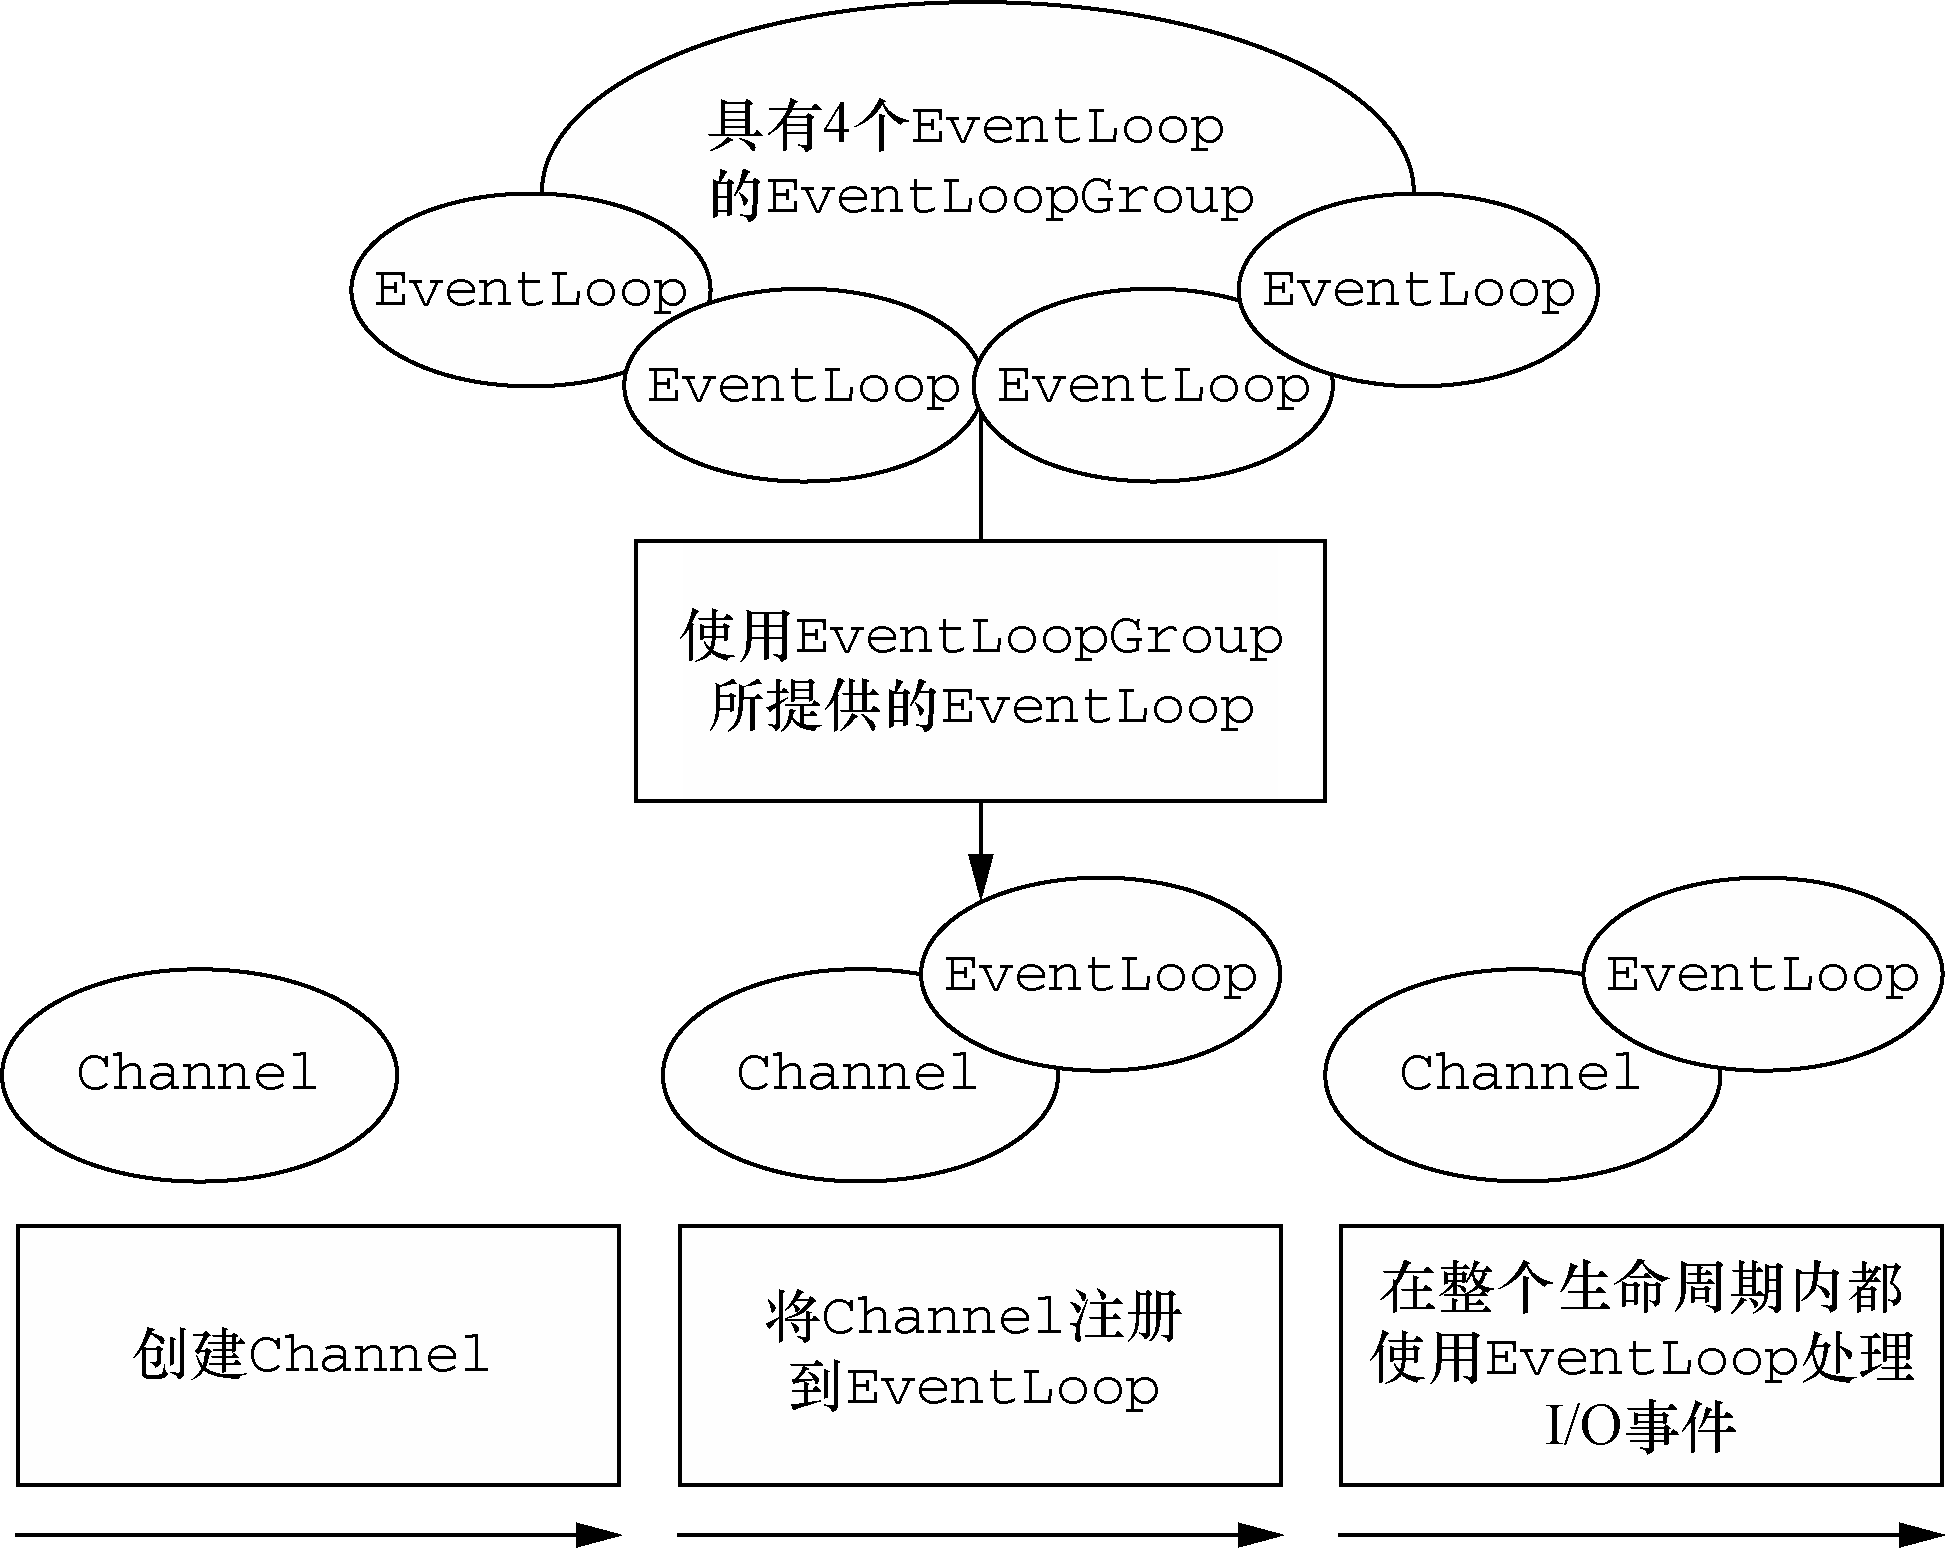 具有4个EventLoop
的EventLoopGroup
EventLoop
EventLoop
EventLoop
EventLoop
使用EventLoopGroup
所提供的EventLoop
Channel
EventLoop
Channel
EventLoop
Channel
创建Channel
将Channel注册
到EventLoop
在整个生命周期内都
使用EventLoop处理
I/O事件